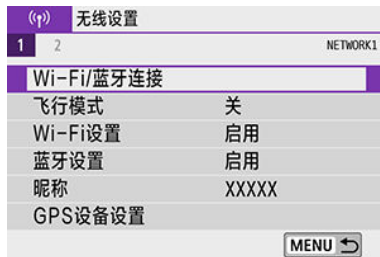 无线设置
1 2 NETWORK1
Wi-Fi/蓝牙连接
飞行模式 关
Wi-Fi设置 启用
蓝牙设置 启用
昵称 XXXXX
GPS设备设置
MENU